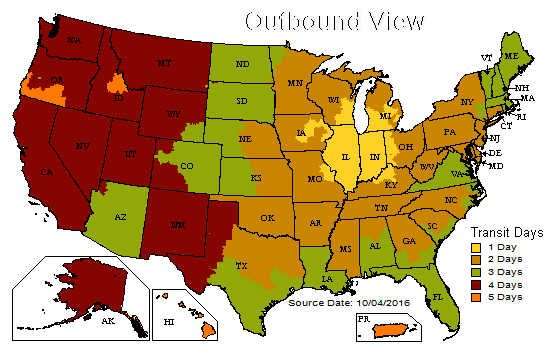 Outbound View
WA
MT
ND
MN
VT
ME
OR
ID
SD
WI
MI
NY
NH
MA
WY
RI
CT
NE
IA
PA
NJ
NV
UT
CO
IL
IN
OH
DE
MD
CA
KS
MO
WV
VA
KY
AZ
NM
OK
AR
TN
NC
SC
TX
MS
AL
GA
LA
FL
Transit Days
1 Day
2 Days
3 Days
4 Days
5 Days
Source Date: 10/04/2016
AK
HI
PR